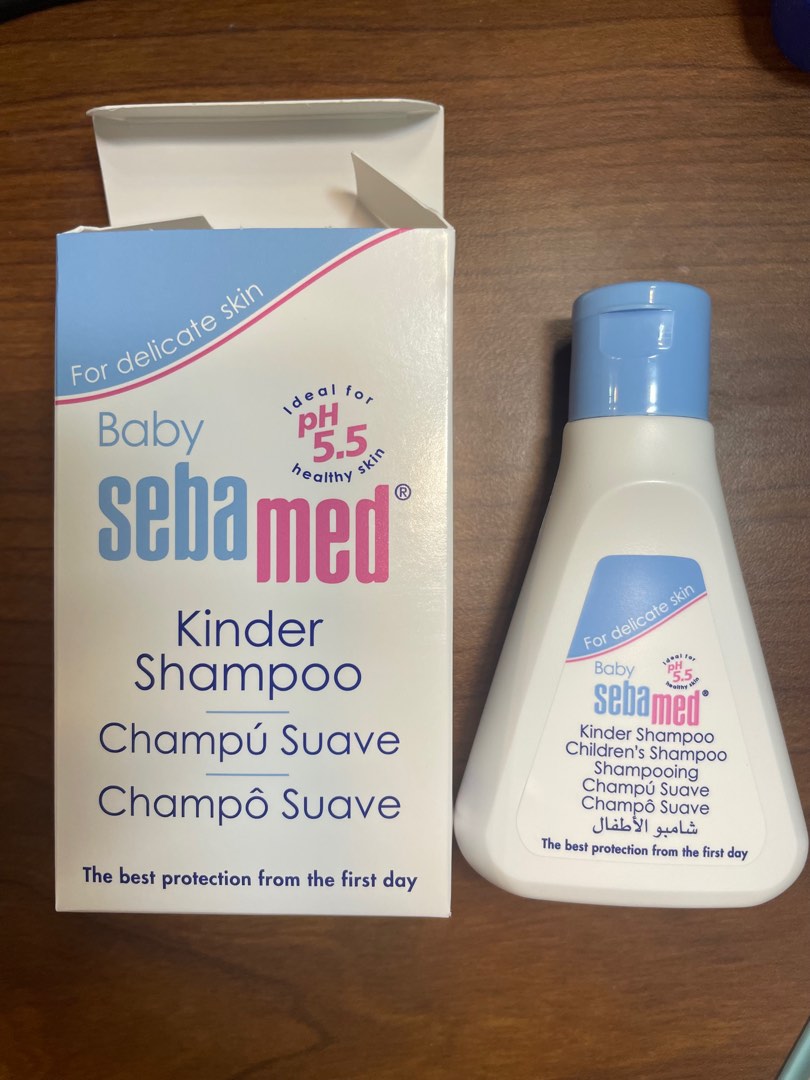 For delicate skin
Baby
Ideal for
pH
5.5
healthy skin
sebamed®
Kinder
Shampoo
Champú Suave
Champô Suave
The best protection from the first day
For delicate skin
Baby
Ideal for
pH
5.5
healthy skin
sebamed®
Kinder Shampoo
Children's Shampoo
Shampooing
Champú Suave
Champô Suave
شامبو الأطفال
The best protection from the first day